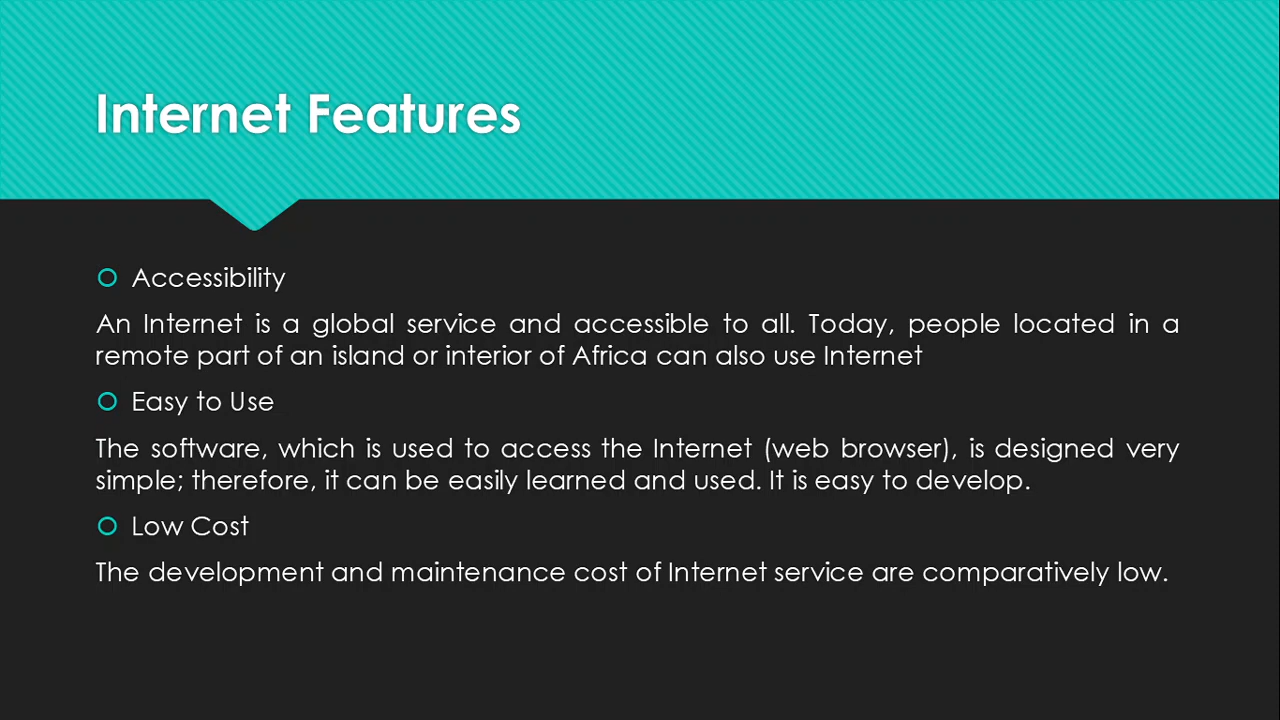 Internet Features
Accessibility
An Internet is a global service and accessible to all. Today, people located in a
remote part of an island or interior of Africa can also use Internet
Easy to Use
The software, which is used to access the Internet (web browser), is designed very
simple; therefore, it can be easily learned and used. It is easy to develop.
Low Cost
The development and maintenance cost of Internet service are comparatively low.